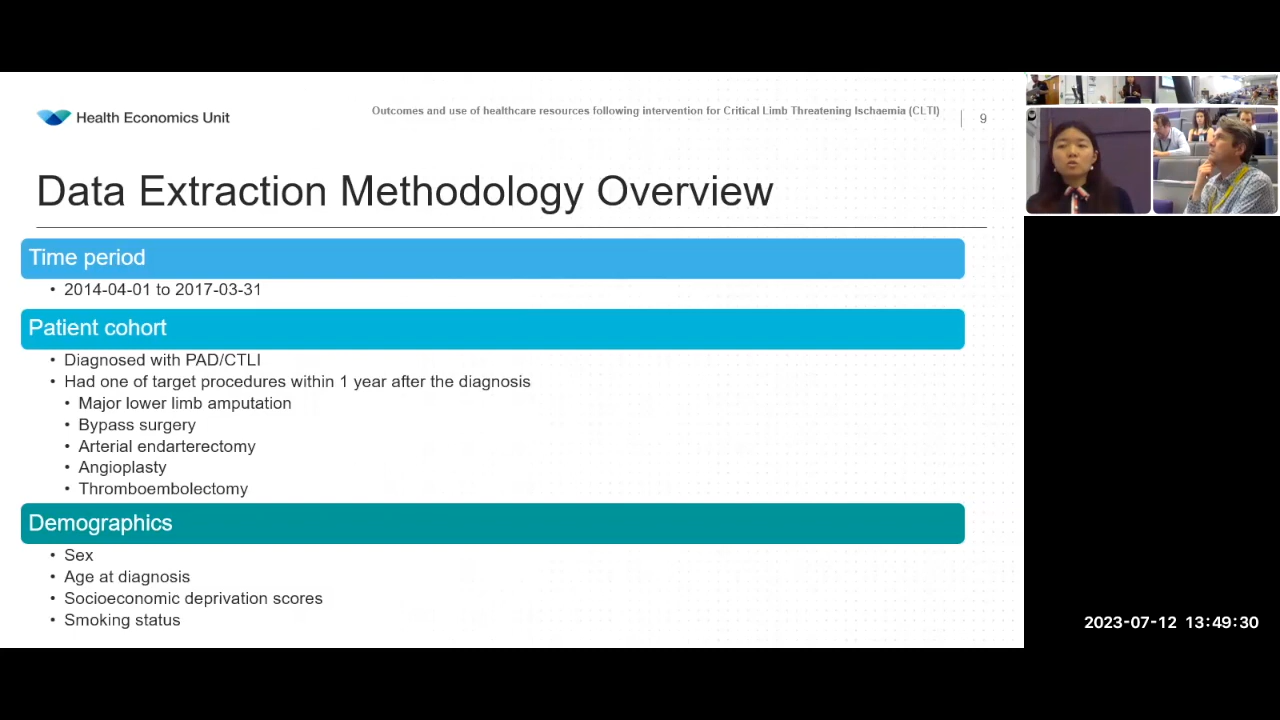 Health Economics Unit
Outcomes and use of healthcare resources following intervention for Critical Limb Threatening Ischaemia (CLTI)
9
Data Extraction Methodology Overview
Time period
• 2014-04-01 to 2017-03-31
Patient cohort
• Diagnosed with PAD/CTLI
• Had one of target procedures within 1 year after the diagnosis
• Major lower limb amputation
• Bypass surgery
• Arterial endarterectomy
• Angioplasty
• Thromboembolectomy
Demographics
• Sex
• Age at diagnosis
• Socioeconomic deprivation scores
• Smoking status
2023-07-12 13:49:30